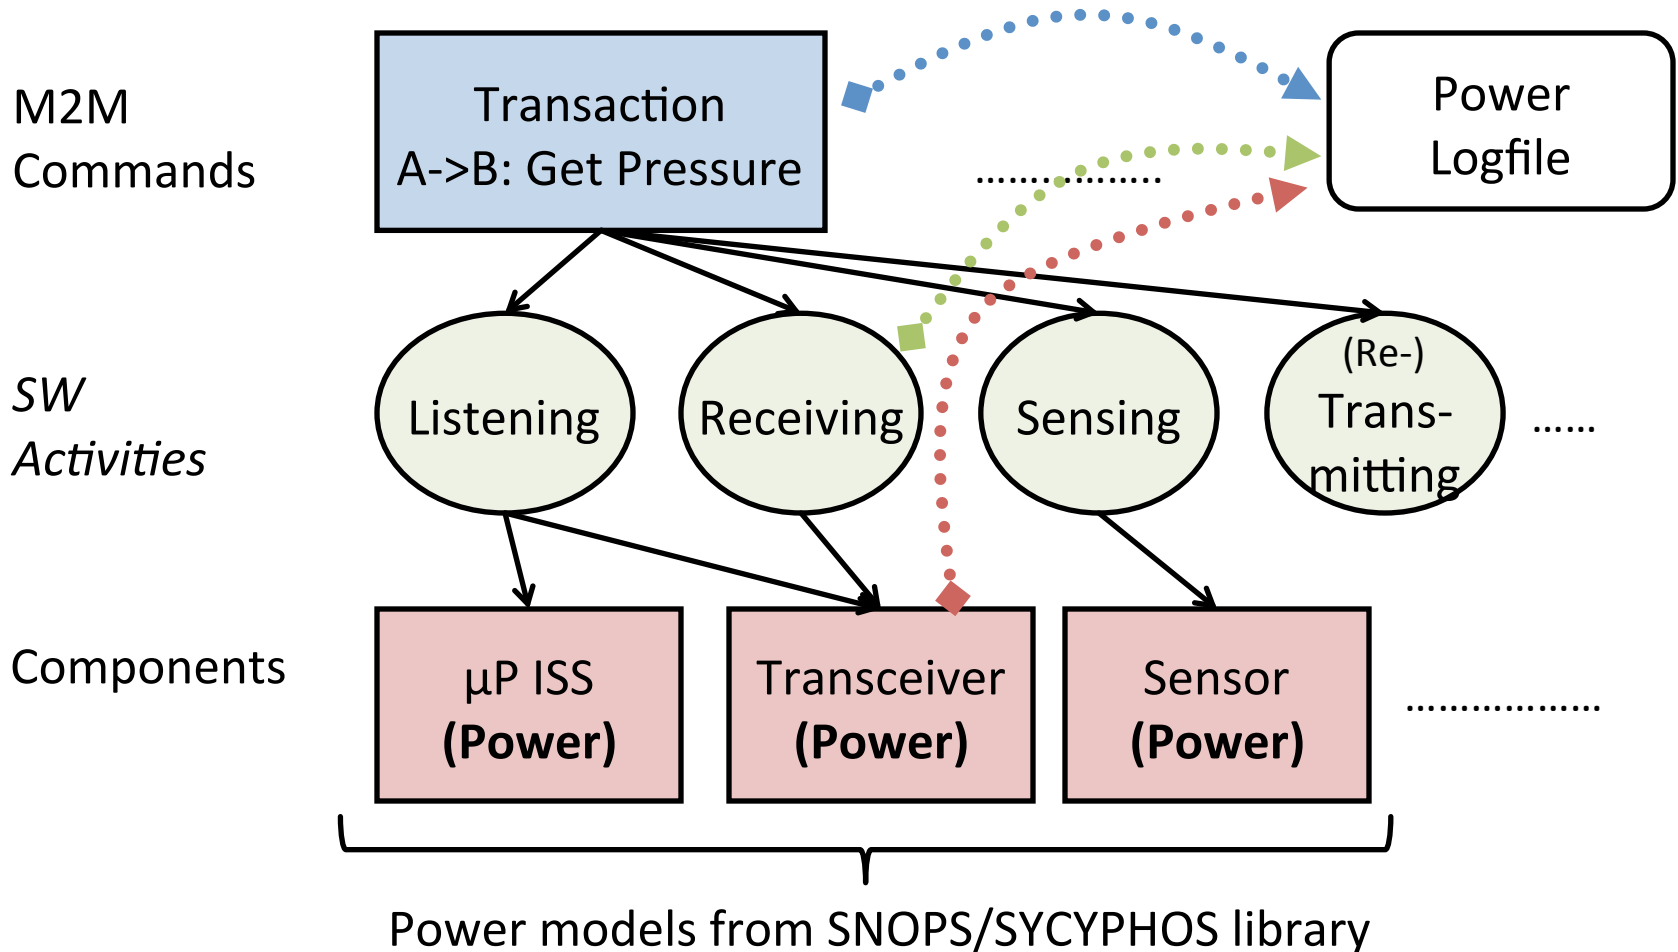 M2M
Commands
Transaction
A->B: Get Pressure
.................
Power
Logfile
SW
Activities
Listening
Receiving
Sensing
(Re-)
Trans-
mitting
......
Components
µP ISS
(Power)
Transceiver
(Power)
Sensor
(Power)
..................
Power models from SNOPS/SYCYPHOS library